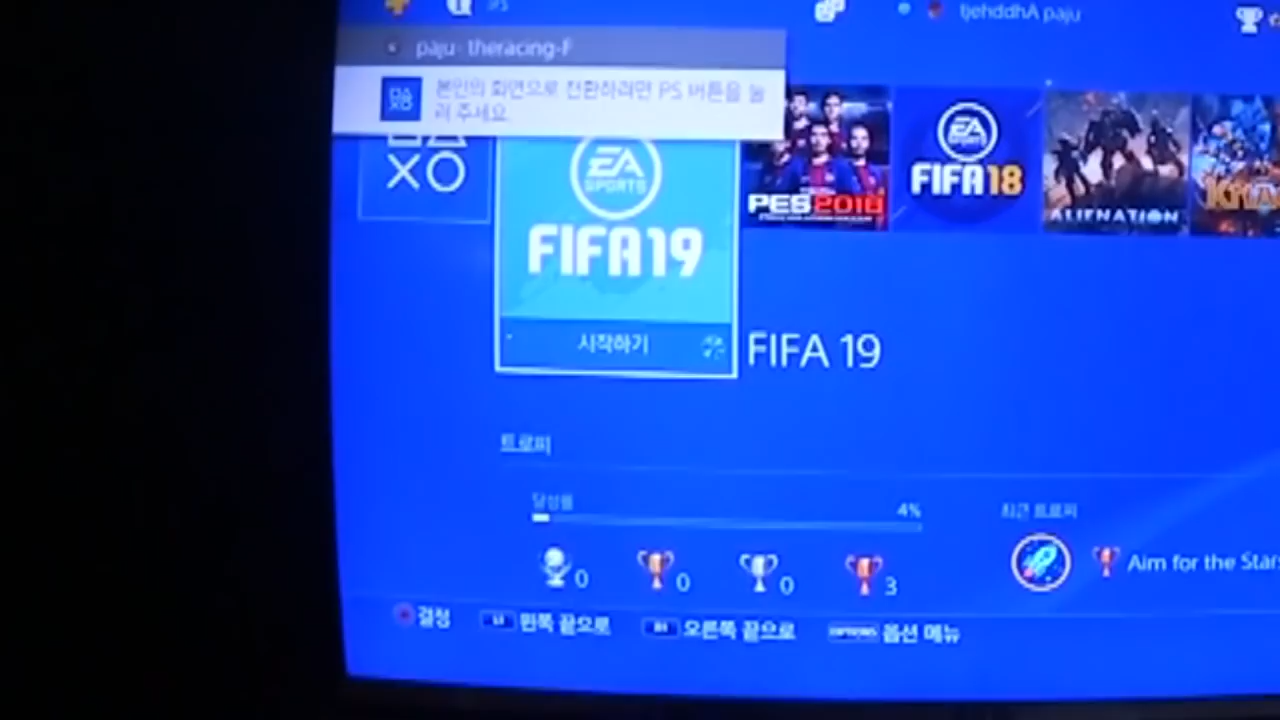 tjehddhA paju
paju- theracing-F
본인의 화면으로 전환하려면 PS 버튼을 눌
러 주세요.
EA
SPORTS
FIFA19
시작하기
FIFA 19
PES2018
EA
SPORTS
FIFA18
ALIENATION
트로피
달성률
4%
최근 트로피
0
0
0
3
Aim for the Stars
결정
L2 왼쪽 끝으로
R2 오른쪽 끝으로
OPTIONS 옵션 메뉴